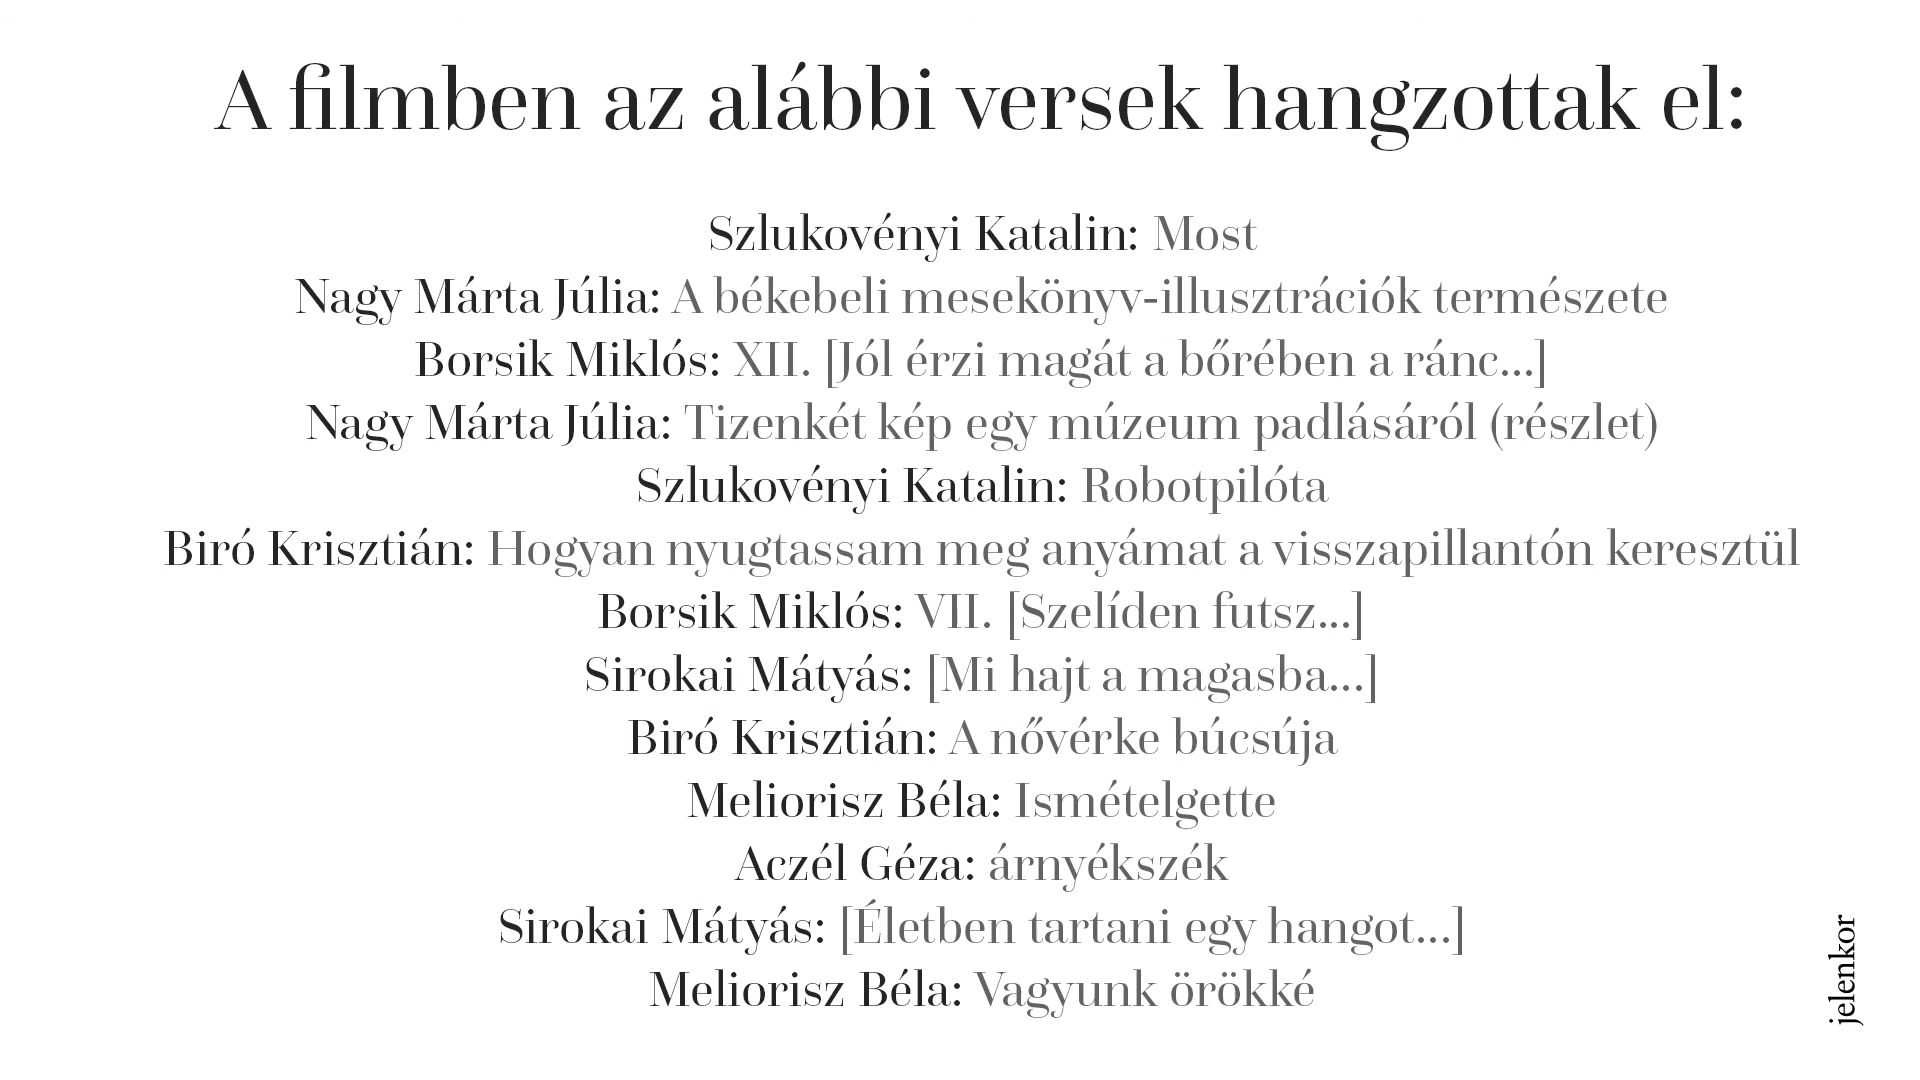 A filmben az alábbi versek hangzottak el:
Szlukovényi Katalin: Most
Nagy Márta Júlia: A békebeli mesekönyv-illusztrációk természete
Borsik Miklós: XII. [Jól érzi magát a bőrében a ránc...]
Nagy Márta Júlia: Tizenkét kép egy múzeum padlásáról (részlet)
Szlukovényi Katalin: Robotpilóta
Biró Krisztián: Hogyan nyugtassam meg anyámat a visszapillantón keresztül
Borsik Miklós: VII. [Szelíden futsz...]
Sirokai Mátyás: [Mi hajt a magasba...]
Biró Krisztián: A nővérke búcsúja
Meliorisz Béla: Ismételgette
Aczél Géza: árnyékszék
Sirokai Mátyás: [Életben tartani egy hangot...]
Meliorisz Béla: Vagyunk örökké
jelenkor